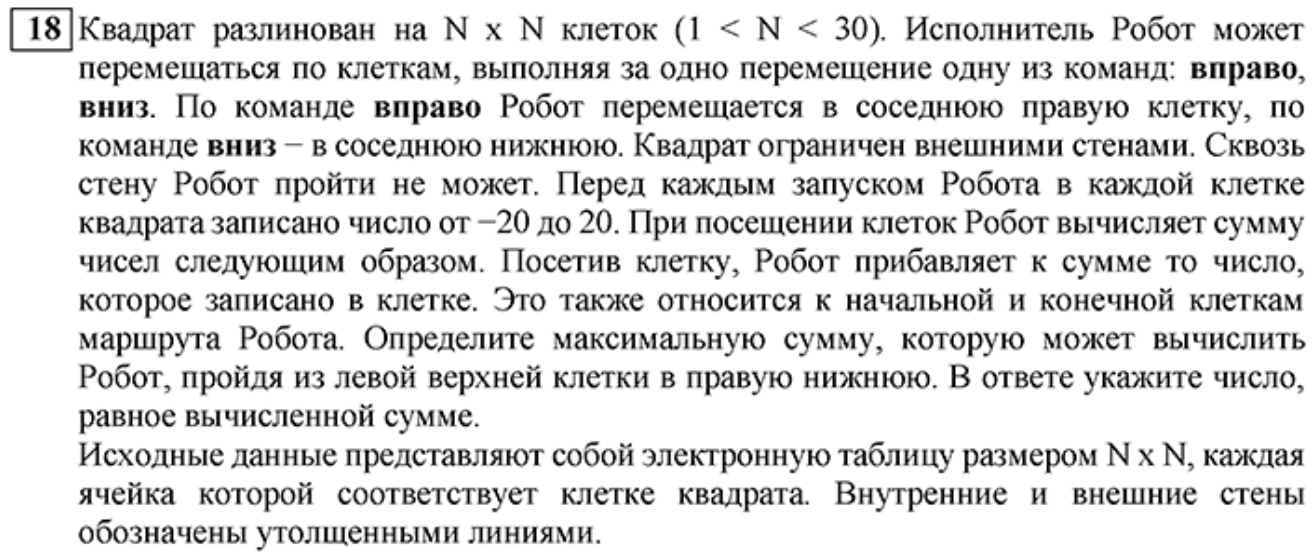 18 Квадрат разлинован на N x N клеток (1 < N < 30). Исполнитель Робот может
перемещаться по клеткам, выполняя за одно перемещение одну из команд: вправо,
вниз. По команде вправо Робот перемещается в соседнюю правую клетку, по
команде вниз − в соседнюю нижнюю. Квадрат ограничен внешними стенами. Сквозь
стену Робот пройти не может. Перед каждым запуском Робота в каждой клетке
квадрата записано число от −20 до 20. При посещении клеток Робот вычисляет сумму
чисел следующим образом. Посетив клетку, Робот прибавляет к сумме то число,
которое записано в клетке. Это также относится к начальной и конечной клеткам
маршрута Робота. Определите максимальную сумму, которую может вычислить
Робот, пройдя из левой верхней клетки в правую нижнюю. В ответе укажите число,
равное вычисленной сумме.
Исходные данные представляют собой электронную таблицу размером N x N, каждая
ячейка которой соответствует клетке квадрата. Внутренние и внешние стены
обозначены утолщенными линиями.